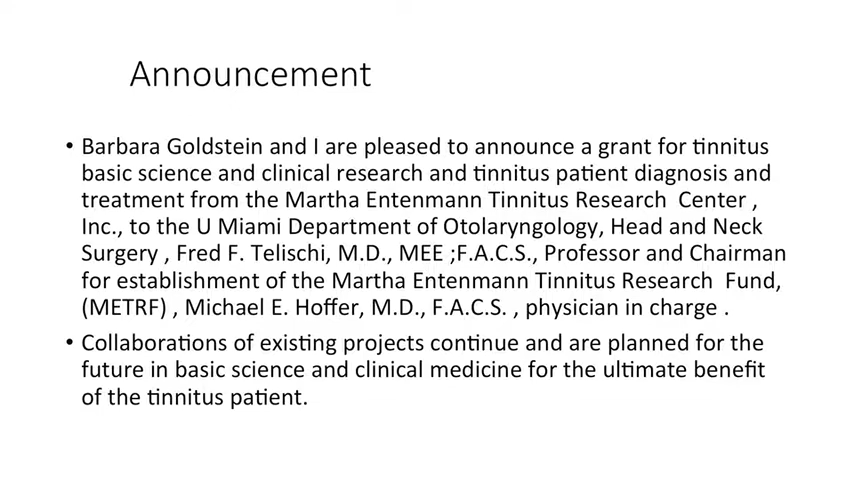 Announcement
• Barbara Goldstein and I are pleased to announce a grant for tinnitus
basic science and clinical research and tinnitus patient diagnosis and
treatment from the Martha Entenmann Tinnitus Research  Center ,
Inc., to the U Miami Department of Otolaryngology, Head and Neck
Surgery , Fred F. Telischi, M.D., MEE ;F.A.C.S., Professor and Chairman
for establishment of the Martha Entenmann Tinnitus Research  Fund,
(METRF) , Michael E. Hoffer, M.D., F.A.C.S. , physician in charge .
• Collaborations of existing projects continue and are planned for the
future in basic science and clinical medicine for the ultimate benefit
of the tinnitus patient.